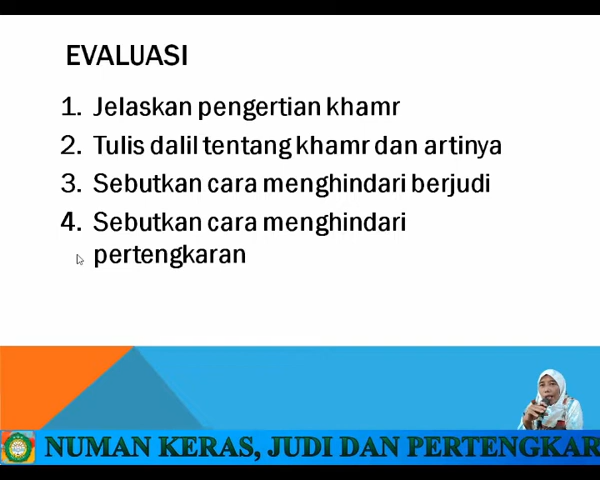 EVALUASI
1. Jelaskan pengertian khamr
2. Tulis dalil tentang khamr dan artinya
3. Sebutkan cara menghindari berjudi
4. Sebutkan cara menghindari
pertengkaran
NUMAN KERAS, JUDI DAN PERTENGKAR